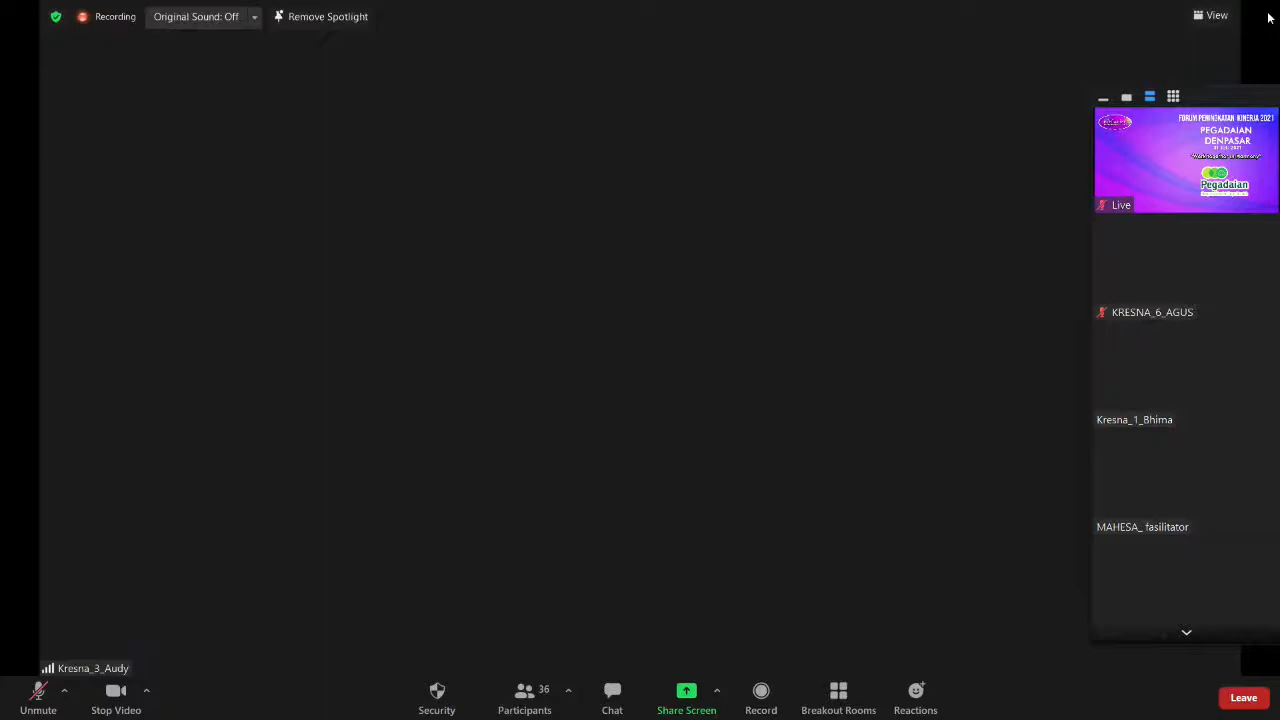 Recording
Original Sound: Off
Remove Spotlight
View
FORUM PENINGKATAN KINERJA 2021
PEGADAIAN
DENPASAR
Pegadaian
Live
KRESNA_6_AGUS
Kresna_1_Bhima
MAHESA_ fasilitator
Kresna_3_Audy
Unmute
Stop Video
Security
36
Participants
Chat
Share Screen
Record
Breakout Rooms
Reactions
Leave